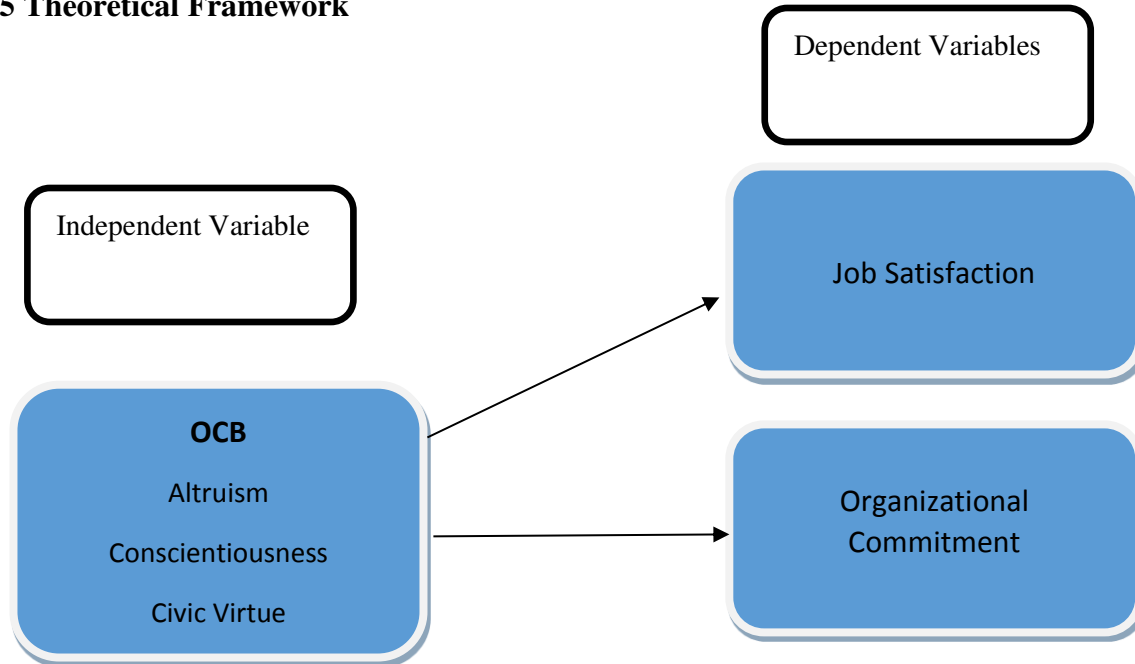 5 Theoretical Framework
Dependent Variables
Independent Variable
Job Satisfaction
OCB
Altruism
Conscientiousness
Civic Virtue
Organizational
Commitment